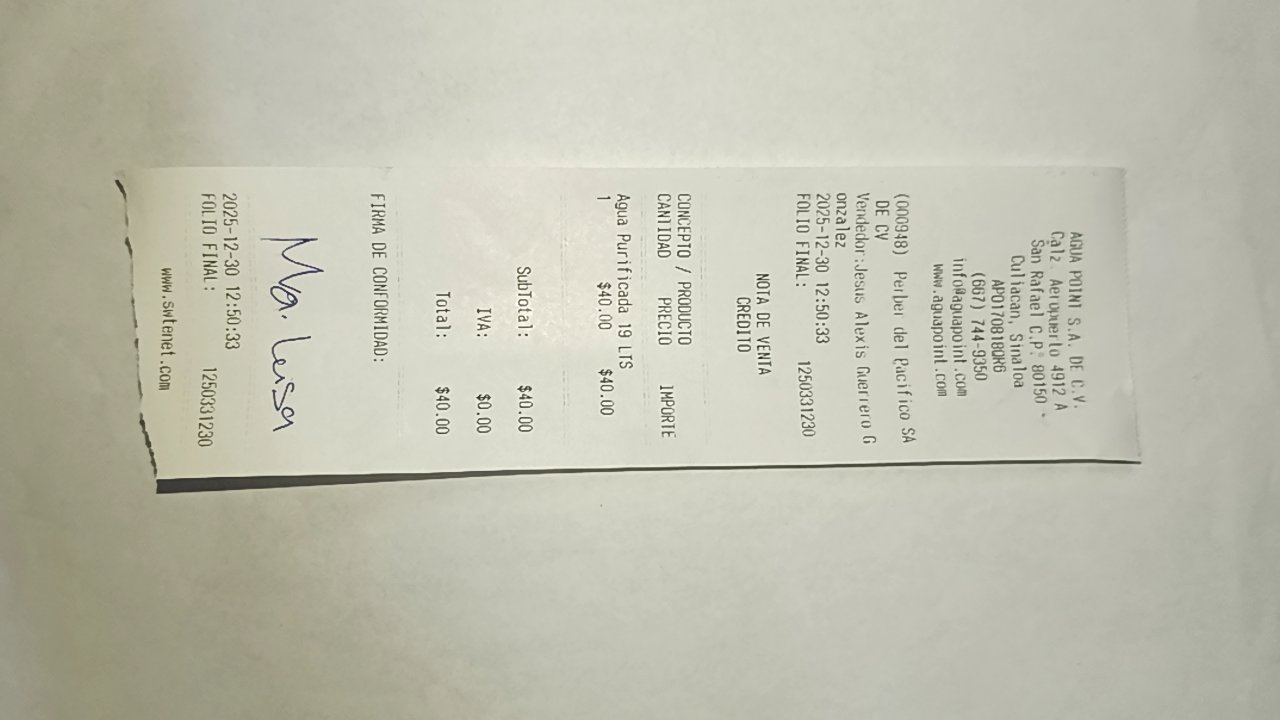 AGUA POINT S.A. DE C.V.
Calz. Aeropuerto 4912 A
San Rafael C.P. 80150
Culiacan, Sinaloa
APO170818QR6
(667) 744-9350
info@aguapoint.com
www.aguapoint.com
(000948) Perber del Pacifico SA
DE CV
Vendedor:Jesus Alexis Guerrero G
onzalez
2025-12-30 12:50:33
FOLIO FINAL: 1250331230
NOTA DE VENTA
CREDITO
CONCEPTO / PRODUCTO
CANTIDAD PRECIO IMPORTE
Agua Purificada 19 LTS
1 $40.00 $40.00
SubTotal: $40.00
IVA: $0.00
Total: $40.00
FIRMA DE CONFORMIDAD:
Ma. Luisa
2025-12-30 12:50:33
FOLIO FINAL: 1250331230
www.swtenet.com